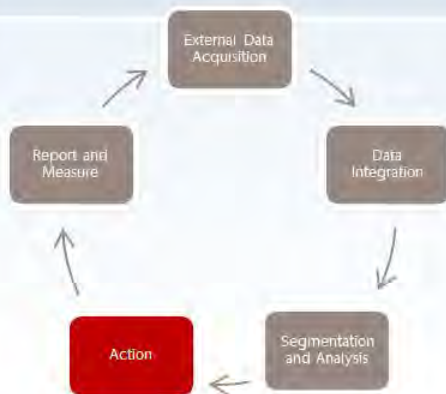 External Data
Acquisition
Data
Integration
Segmentation
and Analysis
Action
Report and
Measure